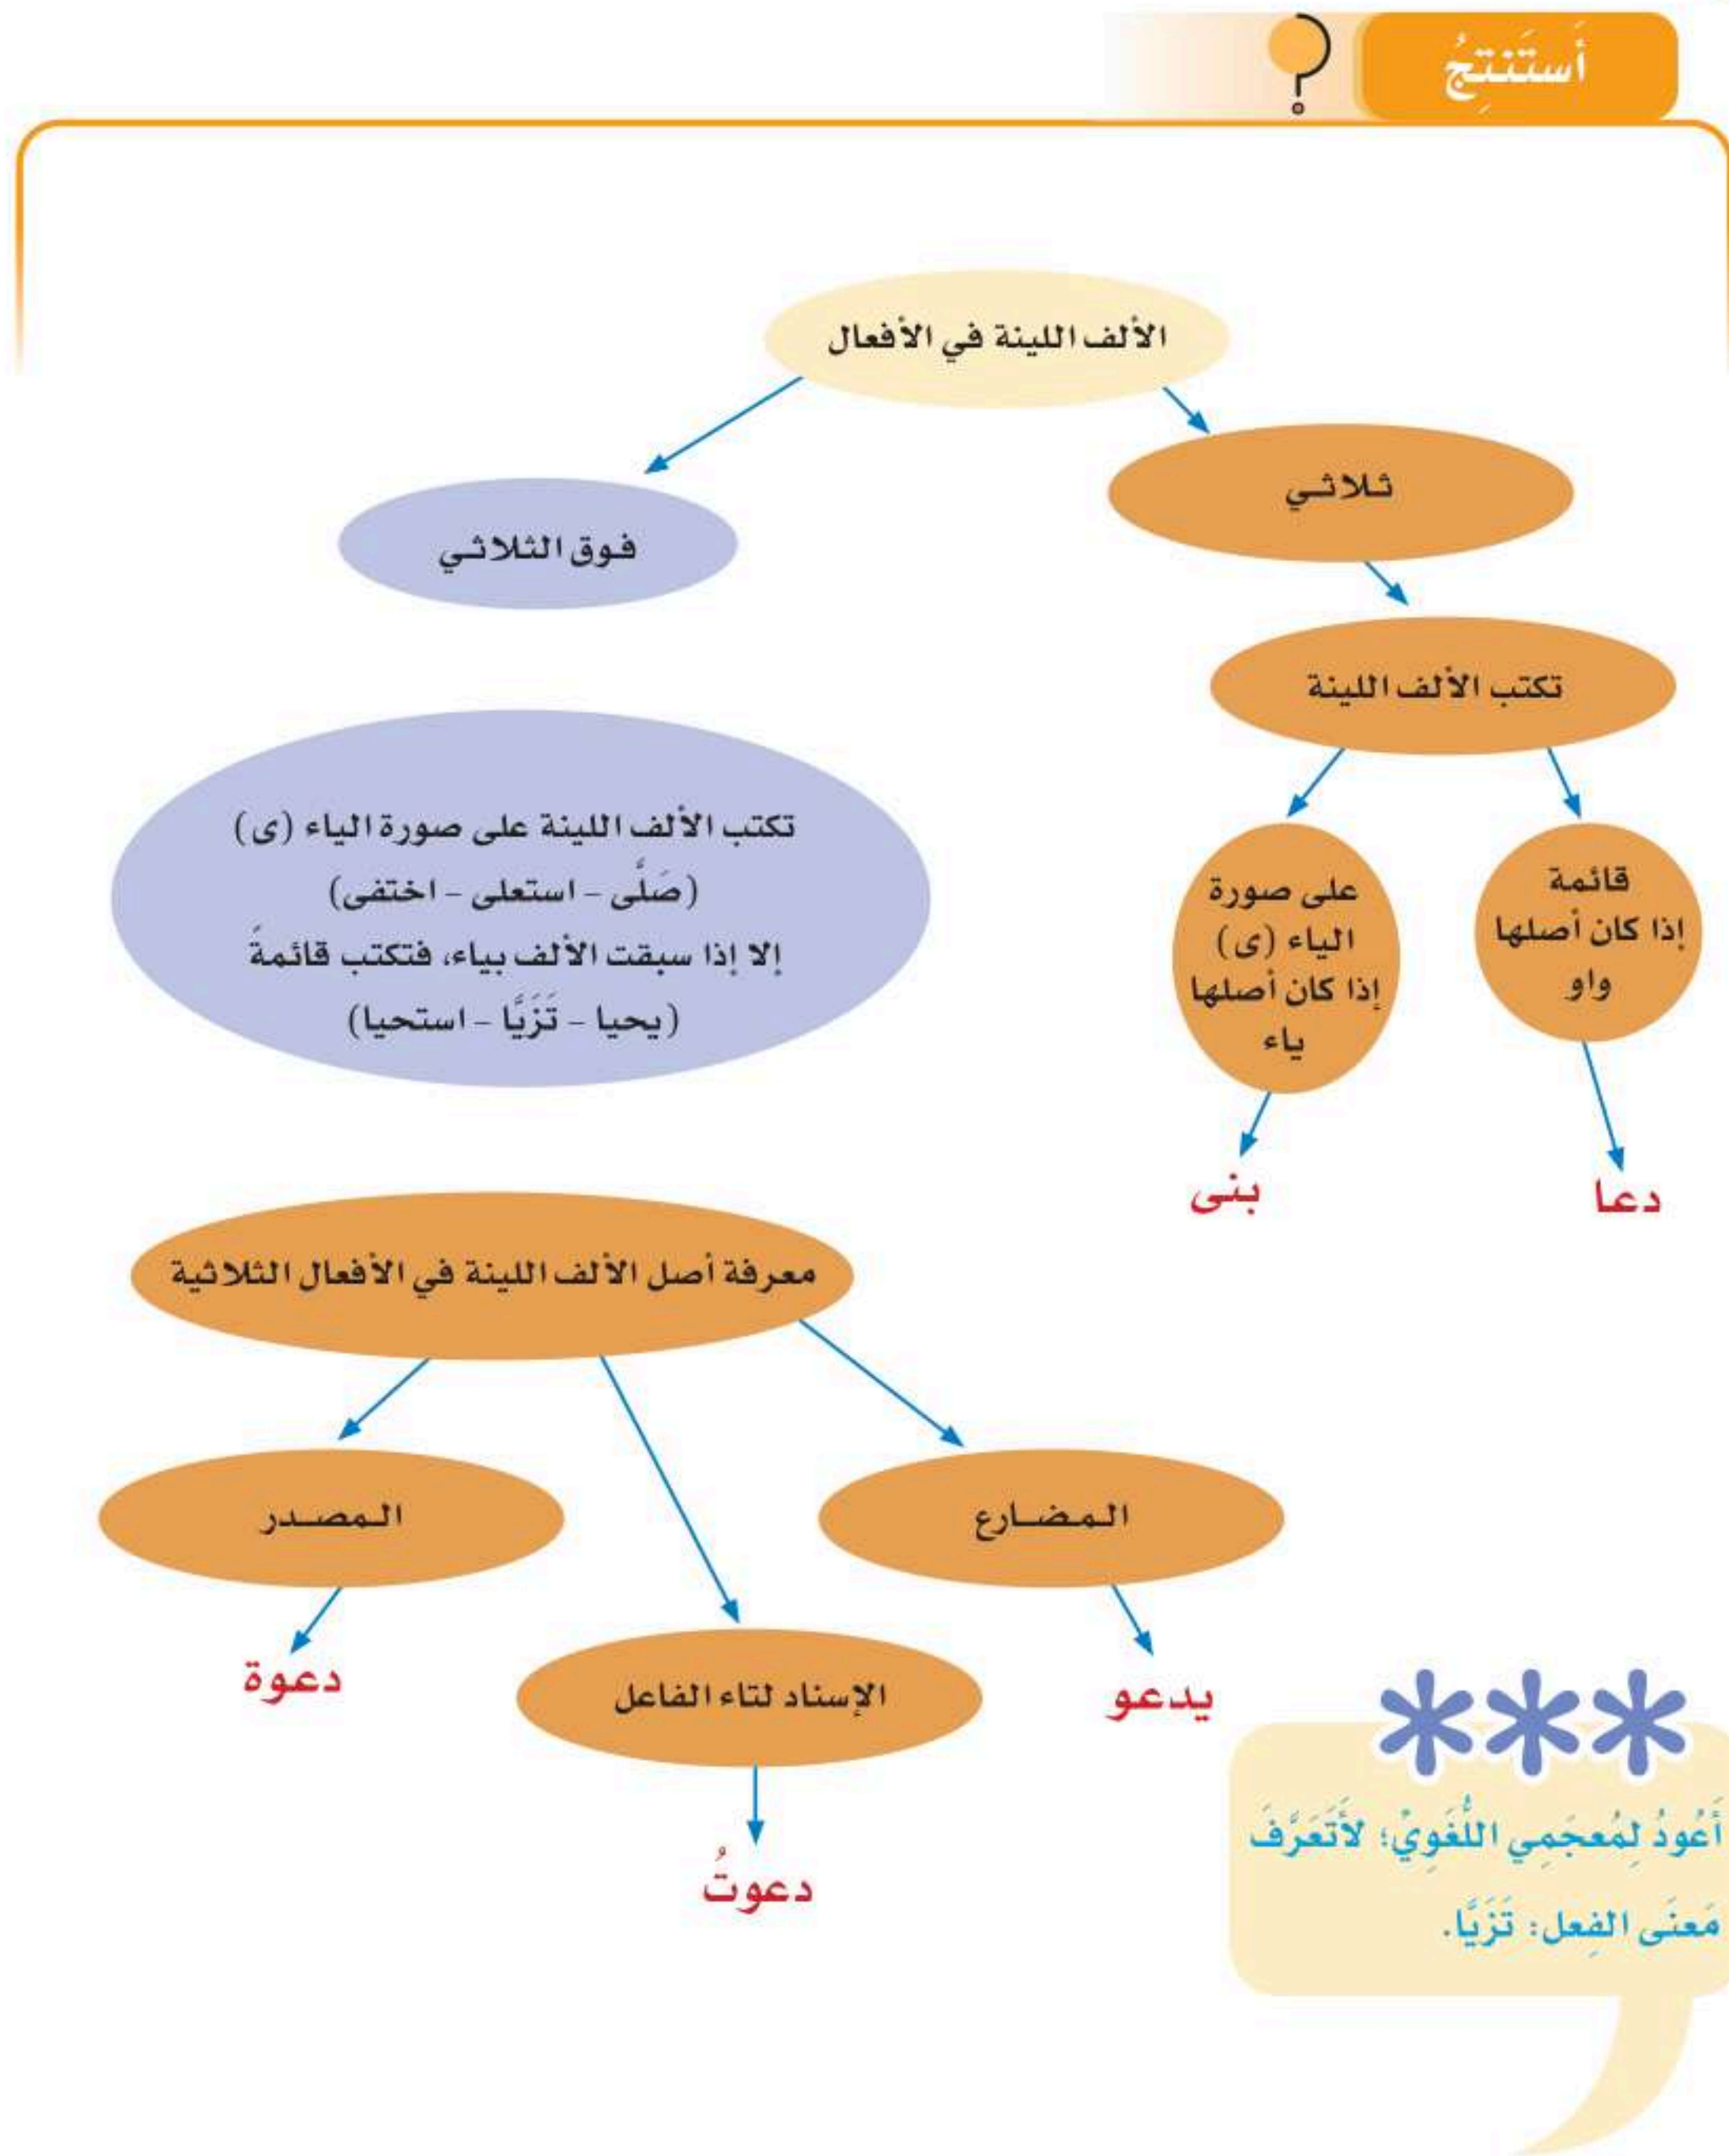 أَستَنتِجُ
؟
الألف اللينة في الأفعال
ثلاثي
فوق الثلاثي
تكتب الألف اللينة
قائمة
إذا كان أصلها
واو
على صورة
الياء (ى)
إذا كان أصلها
ياء
دعا
بنى
تكتب الألف اللينة على صورة الياء (ى)
(صَلَّى - استعلى - اختفى)
إلا إذا سبقت الألف بياء، فتكتب قائمةً
(يحيا - تَزَيَّا - استحيا)
معرفة أصل الألف اللينة في الأفعال الثلاثية
المضارع
المصدر
الإسناد لتاء الفاعل
يدعو
دعوة
دعوتُ
***
أَعُودُ لِمُعجَمِي اللُّغَوِيِّ؛ لأَتَعَرَّفَ
مَعنَى الفِعل: تَزَيَّا.